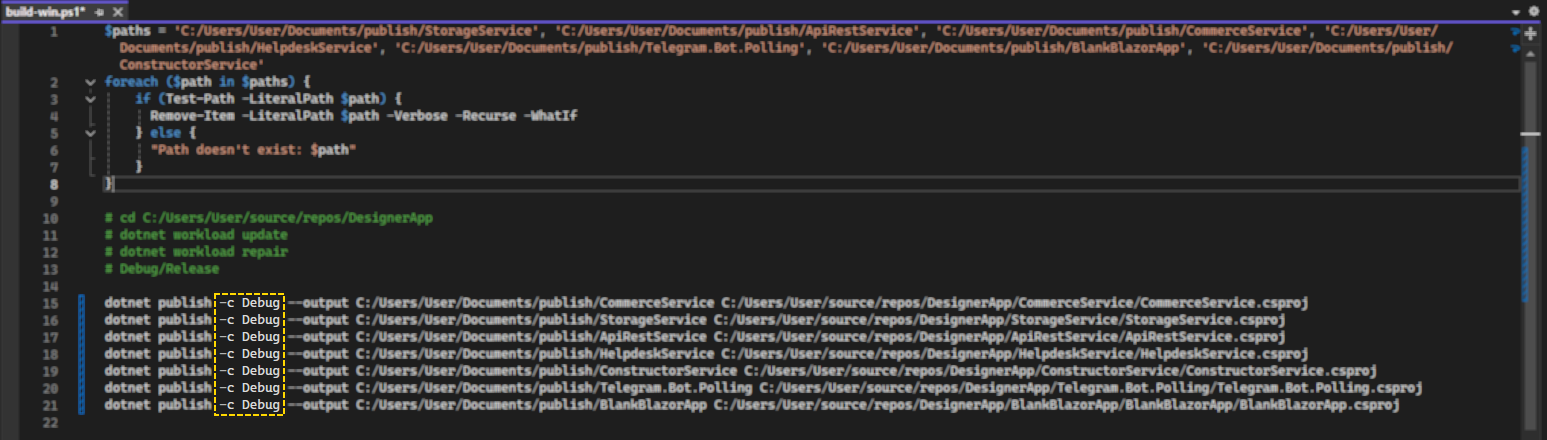 build-win.ps1*
1 $paths = 'C:/Users/User/Documents/publish/StorageService', 'C:/Users/User/Documents/publish/ApiRestService', 'C:/Users/User/Documents/publish/CommerceService', 'C:/Users/User/
Documents/publish/HelpdeskService', 'C:/Users/User/Documents/publish/Telegram.Bot.Polling', 'C:/Users/User/Documents/publish/BlankBlazorApp', 'C:/Users/User/Documents/publish/
ConstructorService'
2 foreach ($path in $paths) {
3 if (Test-Path -LiteralPath $path) {
4 Remove-Item -LiteralPath $path -Verbose -Recurse -WhatIf
5 } else {
6 "Path doesn't exist: $path"
7 }
8 }
9
10 # cd C:/Users/User/source/repos/DesignerApp
11 # dotnet workload update
12 # dotnet workload repair
13 # Debug/Release
14
15 dotnet publish -c Debug --output C:/Users/User/Documents/publish/CommerceService C:/Users/User/source/repos/DesignerApp/CommerceService/CommerceService.csproj
16 dotnet publish -c Debug --output C:/Users/User/Documents/publish/StorageService C:/Users/User/source/repos/DesignerApp/StorageService/StorageService.csproj
17 dotnet publish -c Debug --output C:/Users/User/Documents/publish/ApiRestService C:/Users/User/source/repos/DesignerApp/ApiRestService/ApiRestService.csproj
18 dotnet publish -c Debug --output C:/Users/User/Documents/publish/HelpdeskService C:/Users/User/source/repos/DesignerApp/HelpdeskService/HelpdeskService.csproj
19 dotnet publish -c Debug --output C:/Users/User/Documents/publish/ConstructorService C:/Users/User/source/repos/DesignerApp/ConstructorService/ConstructorService.csproj
20 dotnet publish -c Debug --output C:/Users/User/Documents/publish/Telegram.Bot.Polling C:/Users/User/source/repos/DesignerApp/Telegram.Bot.Polling/Telegram.Bot.Polling.csproj
21 dotnet publish -c Debug --output C:/Users/User/Documents/publish/BlankBlazorApp C:/Users/User/source/repos/DesignerApp/BlankBlazorApp/BlankBlazorApp/BlankBlazorApp.csproj
22